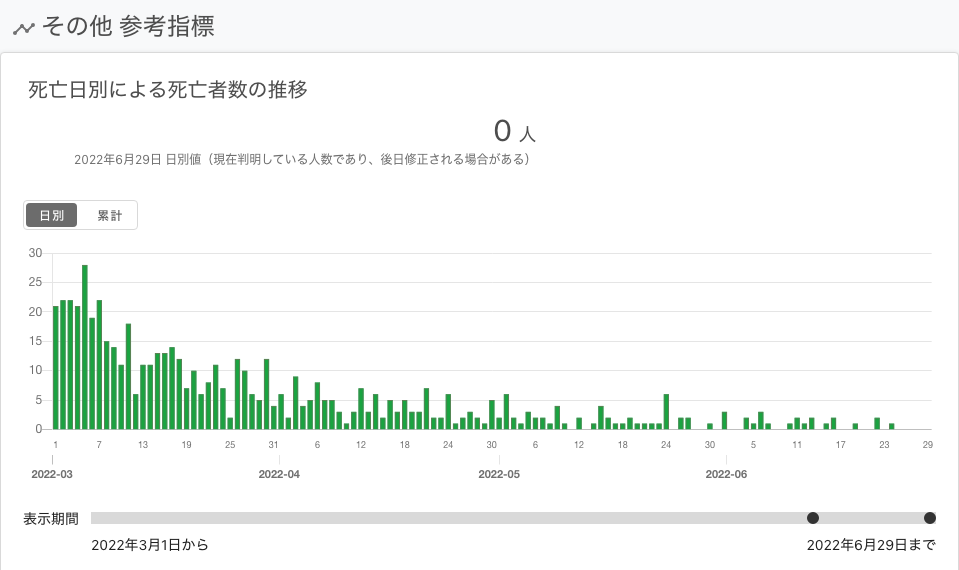 その他 参考指標
死亡日別による死亡者数の推移
0 人
2022年6月29日 日別値（現在判明している人数であり、後日修正される場合がある）
日別 累計
30
25
20
15
10
5
0
1 7 13 19 25 31 6 12 18 24 30 6 12 18 24 30 5 11 17 23 29
2022-03 2022-04 2022-05 2022-06
表示期間
2022年3月1日から 2022年6月29日まで